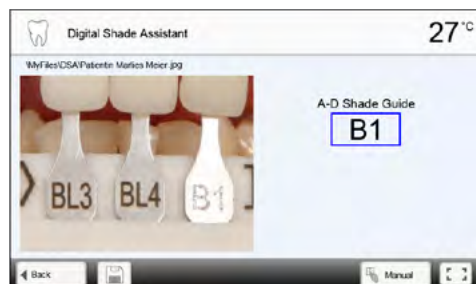 Digital Shade Assistant
27°C
\MyFiles\DSA\Patientin Marlies Meier.jpg
A-D Shade Guide
B1
BL3 BL4 B1
Back
Manual